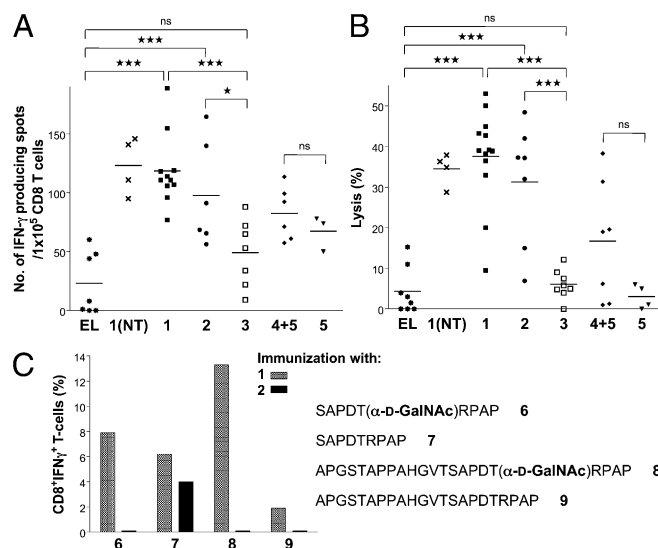 A
ns
★★★
★★★ ★★★
★
ns
No. of IFN-γ producing spots
/1x10⁵ CD8 T cells
150
100
50
0
EL 1(NT) 1 2 3 4+5 5
B
ns
★★★
★★★ ★★★
★★★
ns
Lysis (%)
50
40
30
20
10
0
EL 1(NT) 1 2 3 4+5 5
C
CD8⁺IFNγ⁺ T-cells (%)
14
12
10
8
6
4
2
0
6 7 8 9
Immunization with:
1
2
SAPDT(α-D-GalNAc)RPAP 6
SAPDTRPAP 7
APGSTAPPAHGVTSAPDT(α-D-GalNAc)RPAP 8
APGSTAPPAHGVTSAPDTRPAP 9